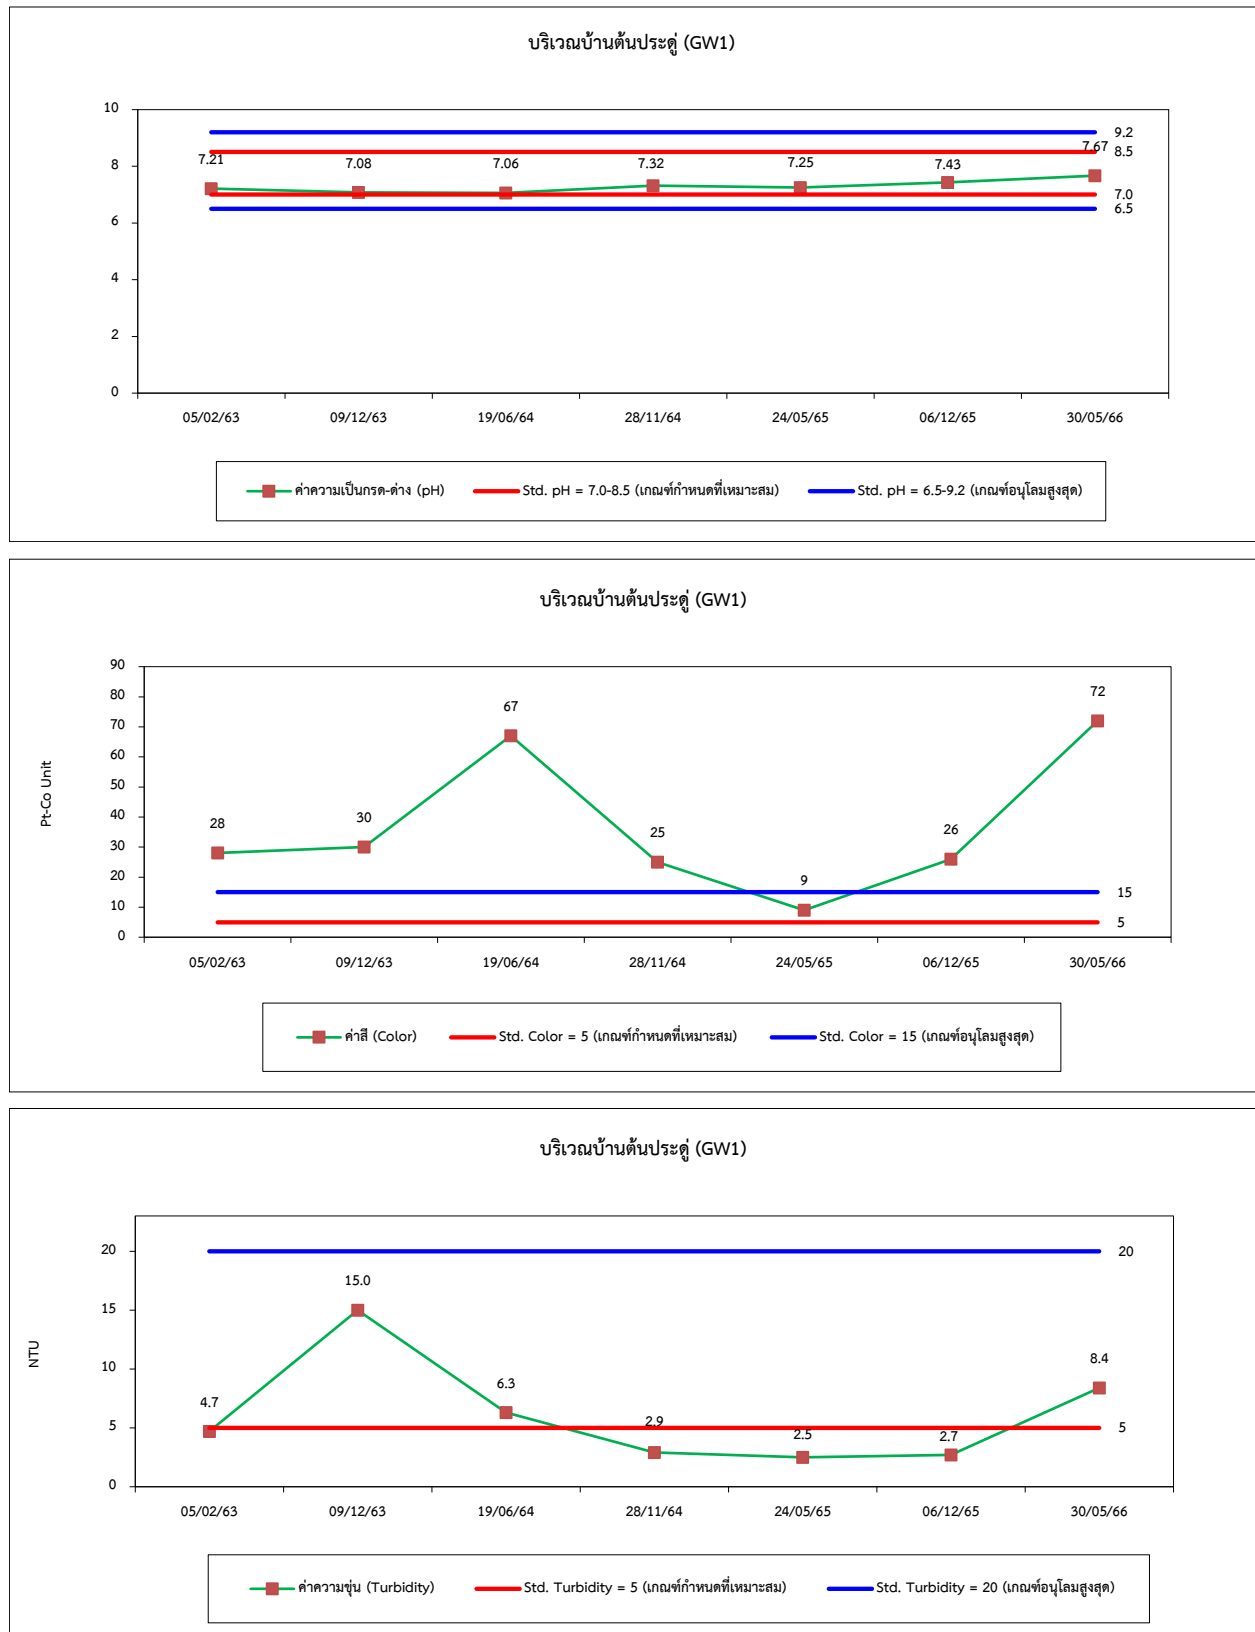 บริเวณบ้านต้นประดู่ (GW1)
10
8
6
4
2
0
9.2
8.5
7.0
6.5
7.21 7.08 7.06 7.32 7.25 7.43 7.67
05/02/63 09/12/63 19/06/64 28/11/64 24/05/65 06/12/65 30/05/66
ค่าความเป็นกรด-ด่าง (pH) Std. pH = 7.0-8.5 (เกณฑ์กำหนดที่เหมาะสม) Std. pH = 6.5-9.2 (เกณฑ์อนุโลมสูงสุด)
บริเวณบ้านต้นประดู่ (GW1)
Pt-Co Unit
90
80
70
60
50
40
30
20
10
0
28 30 67 25 9 26 72
15
5
05/02/63 09/12/63 19/06/64 28/11/64 24/05/65 06/12/65 30/05/66
ค่าสี (Color) Std. Color = 5 (เกณฑ์กำหนดที่เหมาะสม) Std. Color = 15 (เกณฑ์อนุโลมสูงสุด)
บริเวณบ้านต้นประดู่ (GW1)
NTU
20
15
10
5
0
4.7 15.0 6.3 2.9 2.5 2.7 8.4
20
5
05/02/63 09/12/63 19/06/64 28/11/64 24/05/65 06/12/65 30/05/66
ค่าความขุ่น (Turbidity) Std. Turbidity = 5 (เกณฑ์กำหนดที่เหมาะสม) Std. Turbidity = 20 (เกณฑ์อนุโลมสูงสุด)